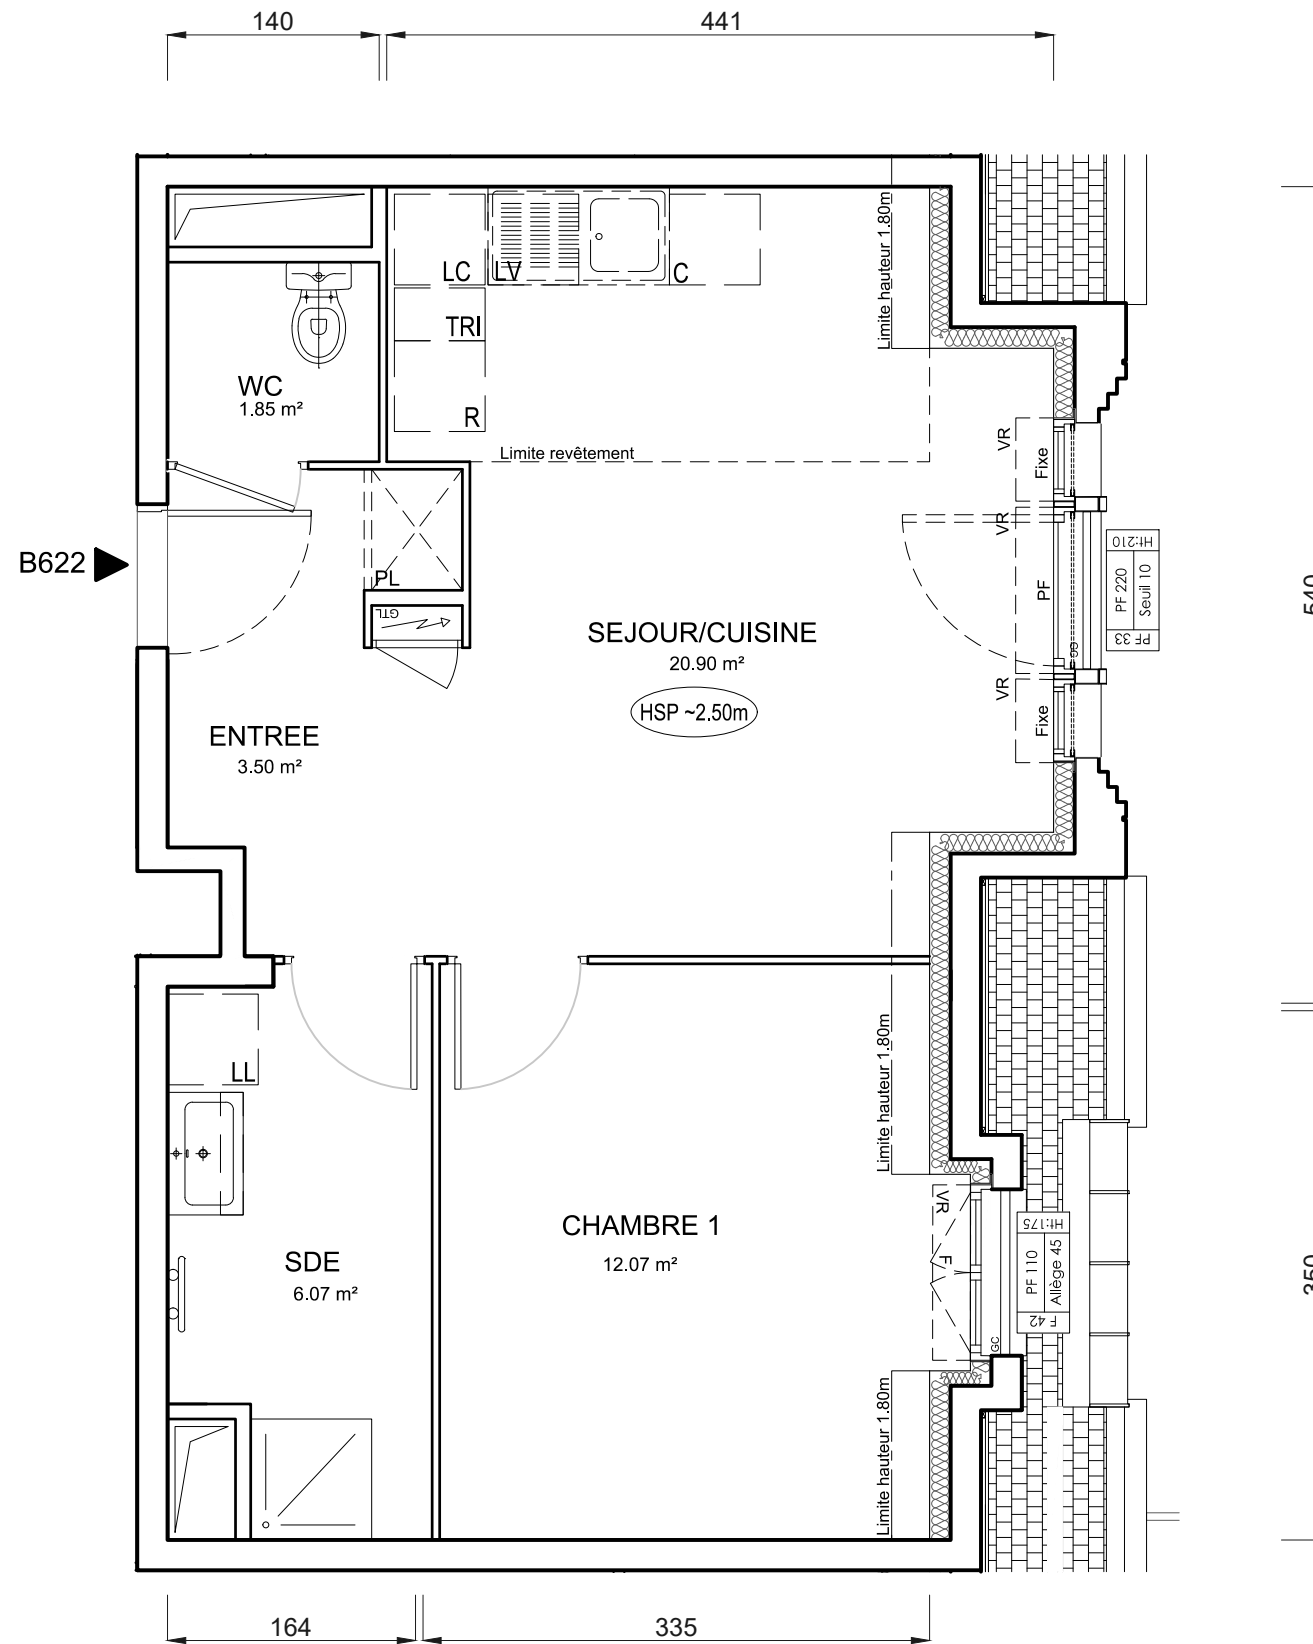 140
441
LC
LV
C
TRI
R
Limite hauteur 1.80m
WC
1.85 m²
Limite revêtement
VR
Fixe
B622
PL
GTL
VR
PF
GC
Ht:210
PF 220
Seuil 10
PF 33
540
SEJOUR/CUISINE
20.90 m²
HSP ~2.50m
VR
Fixe
ENTREE
3.50 m²
LL
Limite hauteur 1.80m
SDE
6.07 m²
CHAMBRE 1
12.07 m²
VR
F
GC
Ht:175
PF 110
Allège 45
F 42
350
Limite hauteur 1.80m
164
335